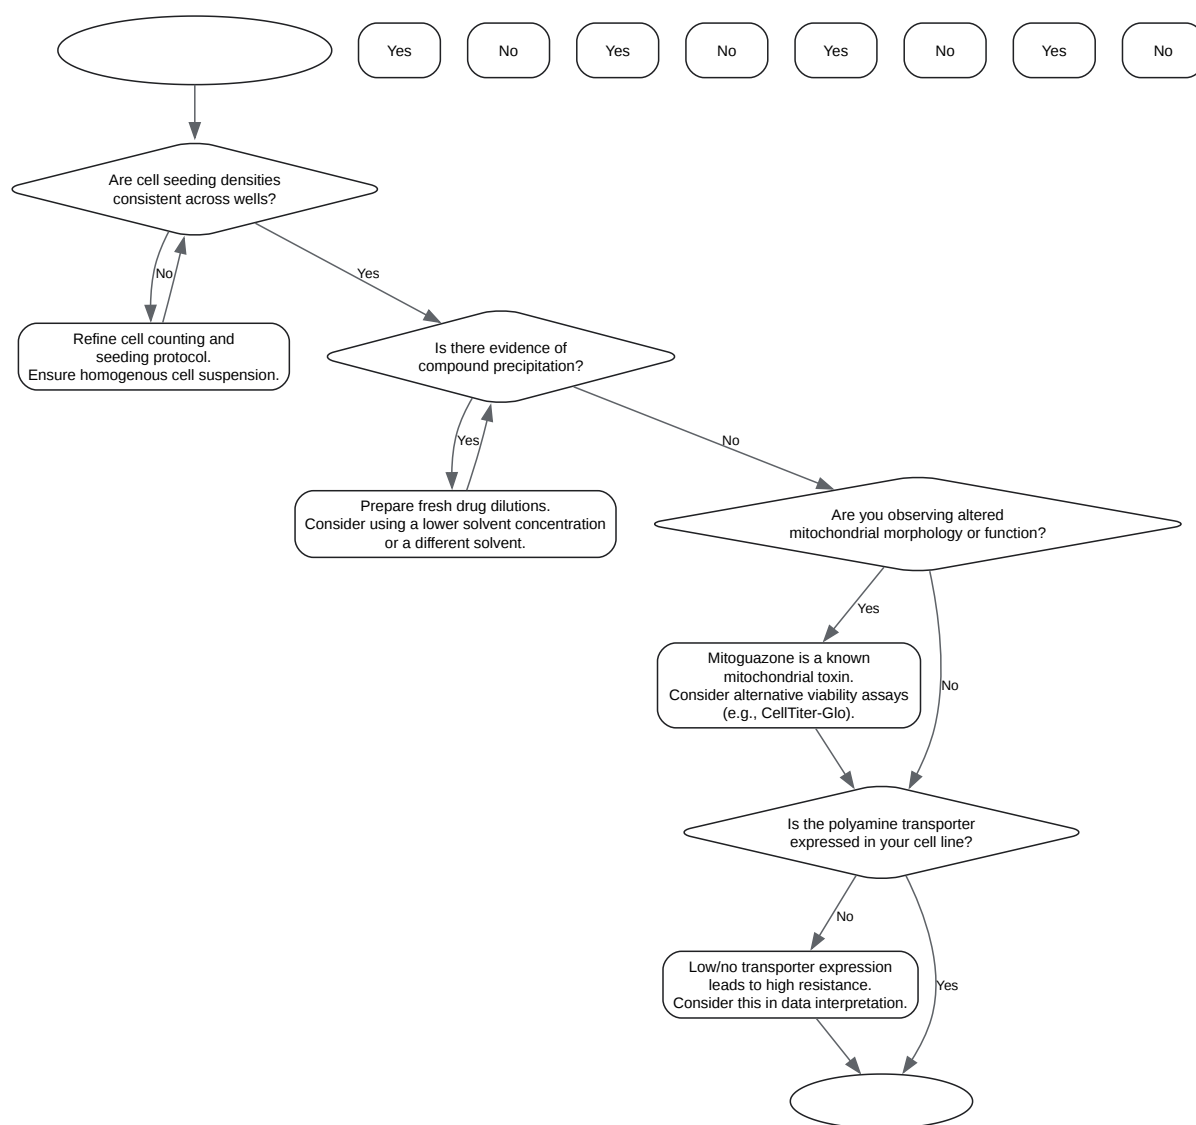 Yes
No
Yes
No
Yes
No
Yes
No
Are cell seeding densities
consistent across wells?
No
Yes
Refine cell counting and
seeding protocol.
Ensure homogenous cell suspension.
Is there evidence of
compound precipitation?
Yes
No
Prepare fresh drug dilutions.
Consider using a lower solvent concentration
or a different solvent.
Are you observing altered
mitochondrial morphology or function?
Yes
No
Mitoguazone is a known
mitochondrial toxin.
Consider alternative viability assays
(e.g., CellTiter-Glo).
Is the polyamine transporter
expressed in your cell line?
No
Yes
Low/no transporter expression
leads to high resistance.
Consider this in data interpretation.